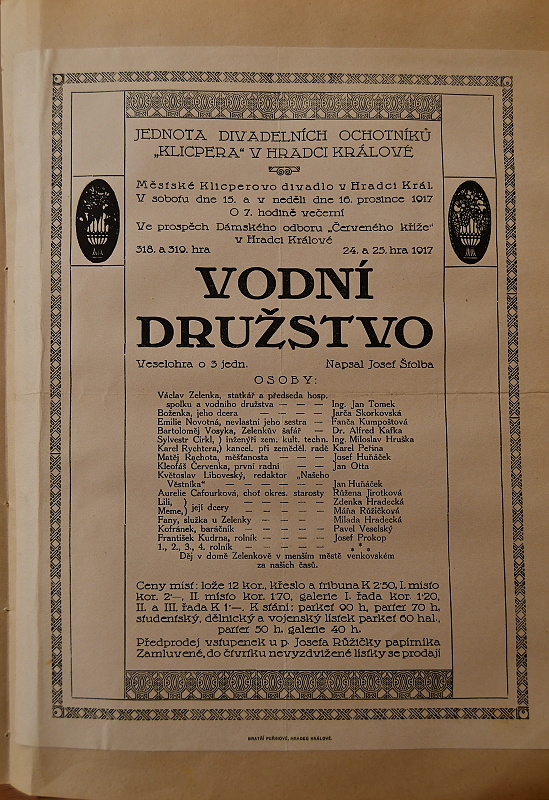 JEDNOTA DIVADELNÍCH OCHOTNÍKŮ
„KLICPERA“ V HRADCI KRÁLOVÉ
Městské Klicperovo divadlo v Hradci Král.
V sobotu dne 15. a v neděli dne 16. prosince 1917
O 7. hodině večerní
Ve prospěch Dámského odboru „Červeného kříže“
v Hradci Králové
318. a 319. hra 24. a 25. hra 1917
VODNÍ
DRUŽSTVO
Veselohra o 3 jedn. Napsal Josef Štolba
OSOBY:
Václav Zelenka, statkář a předseda hosp.
spolku a vodního družstva — — — Ing. Jan Tomek
Boženka, jeho dcera — — — — Jarča Skorkovská
Emilie Novotná, nevlastní jeho sestra — Fanča Kumpoštová
Bartoloměj Vosyka, Zelenkův šafář — Dr. Alfred Kafka
Sylvestr Cirkl, ) inženýři zem. kult. techn. Ing. Miloslav Hruška
Karel Rychtera,) kancel. při zeměděl. radě Karel Peřina
Matěj Rachota, měšťanosta — — — Josef Huňáček
Kleofáš Červenka, první radní — — Jan Otta
Květoslav Liboveský, redaktor „Našeho
Věstníka“ — — — — — Jan Huňáček
Aurelie Cafourková, choť okres. starosty Růžena Jirotková
Lili, ) její dcery — — — — Zdenka Hradecká
Meme,) Máňa Růžičková
Fany, služka u Zelenky — — — — Milada Hradecká
Kofránek, baráčník — — — — — Pavel Veselský
František Kudrna, rolník — — — — Josef Prokop
1., 2., 3., 4. rolník — — — — — * * *
Děj v domě Zelenkově v menším městě venkovském
za našich časů.
Ceny míst: lože 12 kor., křeslo a tribuna K 2·50, I. místo
kor. 2·—, II. místo kor. 1·70, galerie I. řada kor. 1·20,
II. a III. řada K 1·—. K stání: parket 90 h, parter 70 h.
studentský, dělnický a vojenský lístek parket 60 hal.,
parter 50 h. galerie 40 h.
Předprodej vstupenek u p. Josefa Růžičky papírníka
Zamluvené, do čtvrtku nevyzdvižené lístky se prodají
BRATŘI PEŘINOVÉ, HRADEC KRÁLOVÉ.